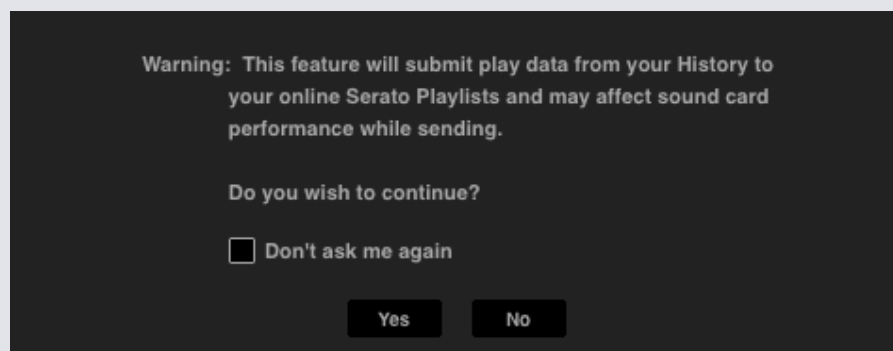 Warning: This feature will submit play data from your History to
your online Serato Playlists and may affect sound card
performance while sending.
Do you wish to continue?
Don't ask me again
Yes No